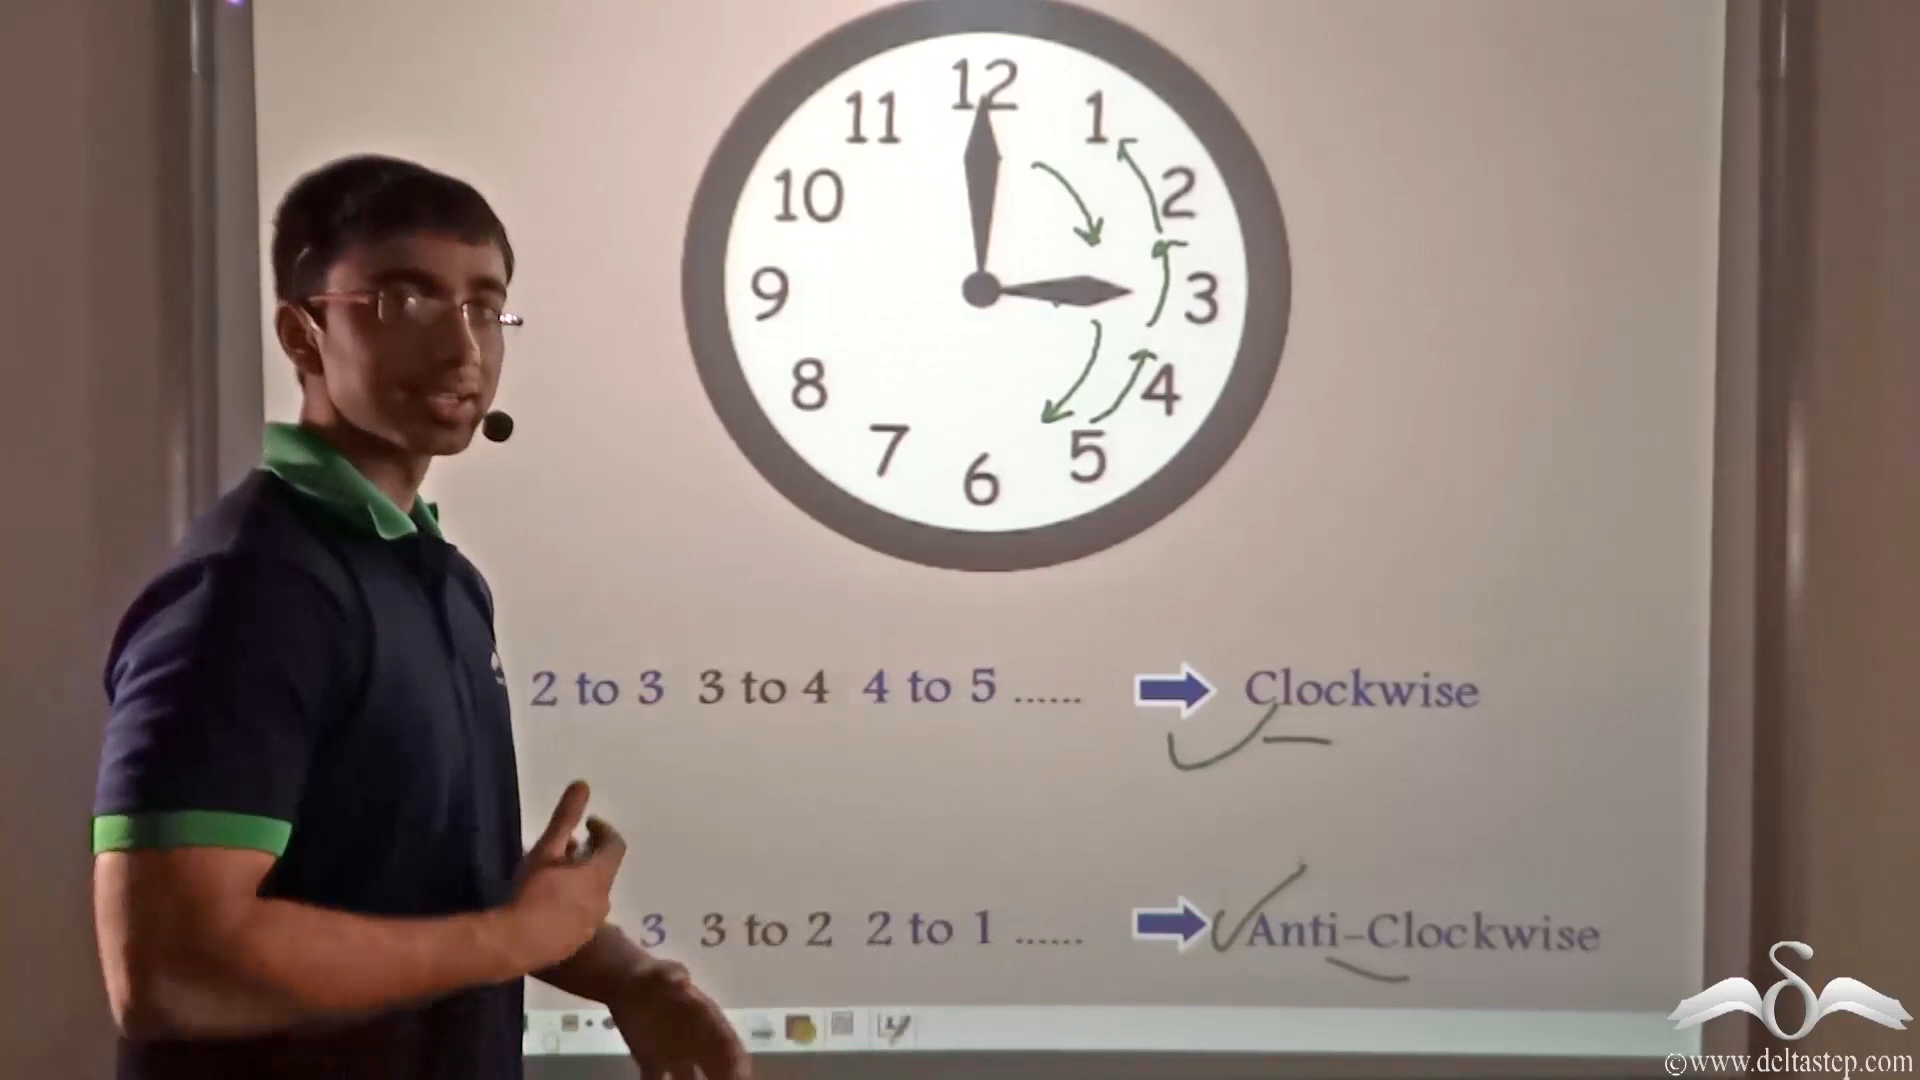 12
11
1
10
2
9
3
8
4
7
5
6
2 to 3 3 to 4 4 to 5 ......
Clockwise
3 3 to 2 2 to 1 ......
Anti-Clockwise
©www.deltastep.com